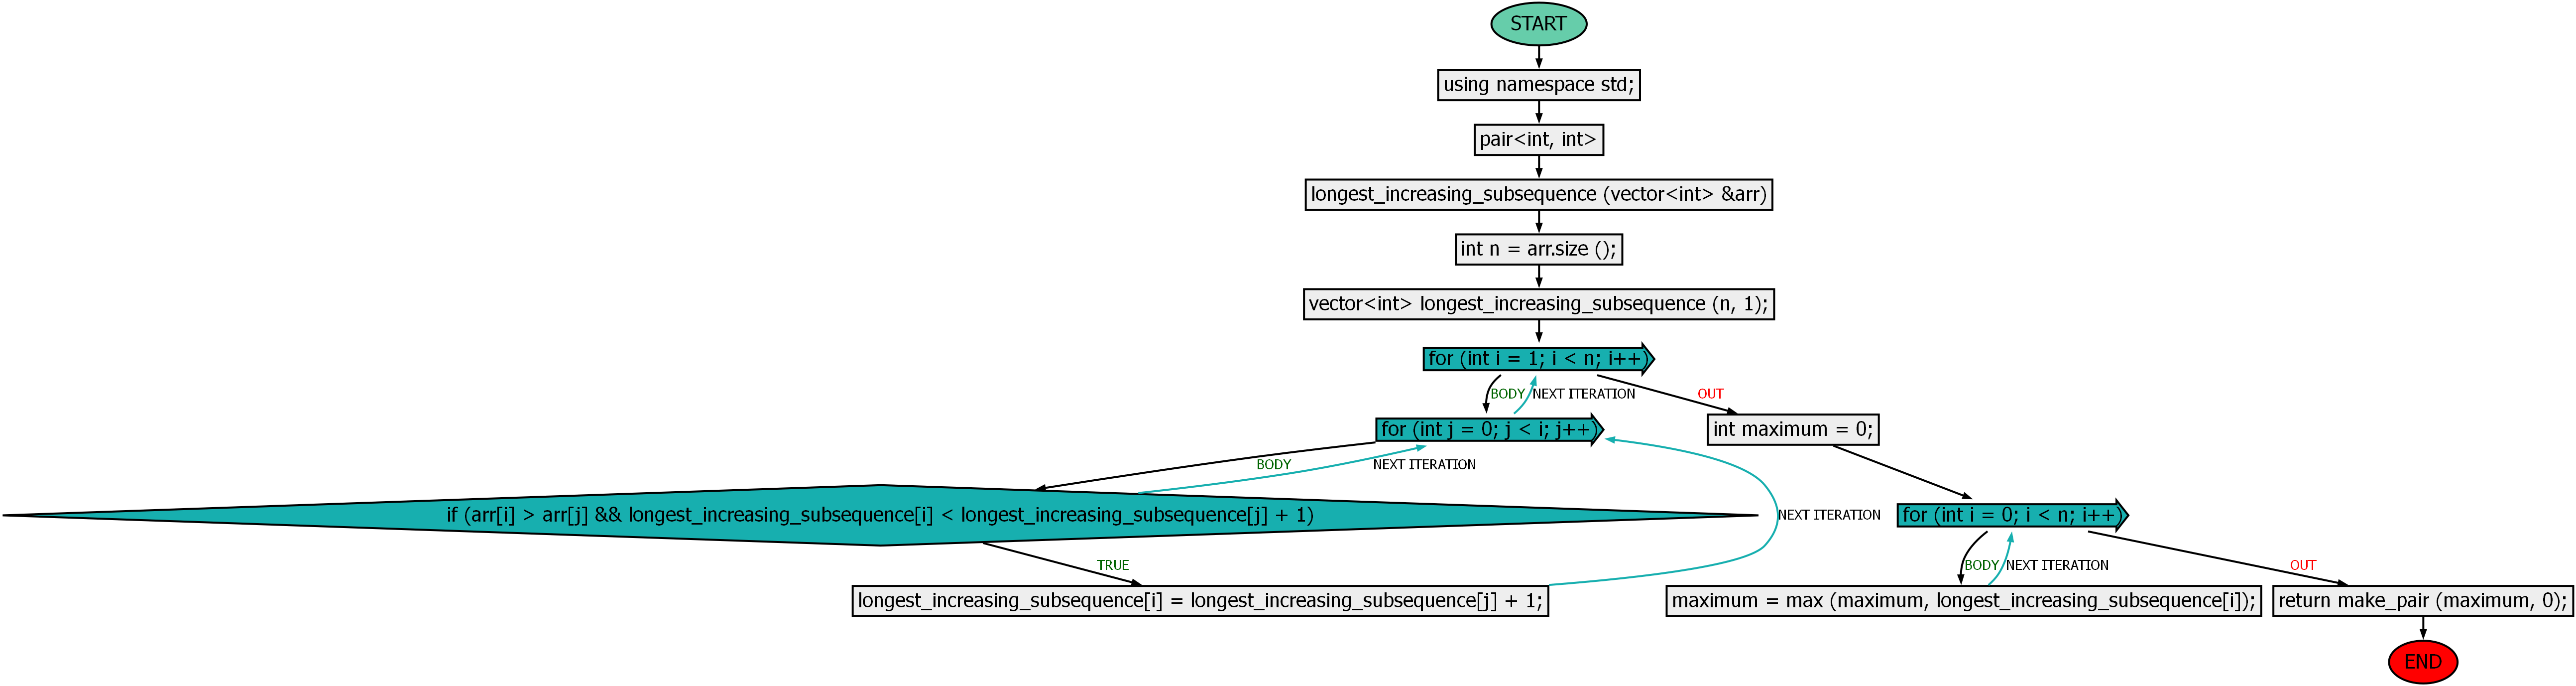 START
using namespace std;
pair<int, int>
longest_increasing_subsequence (vector<int> &arr)
int n = arr.size ();
vector<int> longest_increasing_subsequence (n, 1);
for (int i = 1; i < n; i++)
BODY
NEXT ITERATION
OUT
for (int j = 0; j < i; j++)
int maximum = 0;
BODY
NEXT ITERATION
if (arr[i] > arr[j] && longest_increasing_subsequence[i] < longest_increasing_subsequence[j] + 1)
NEXT ITERATION
for (int i = 0; i < n; i++)
TRUE
BODY
NEXT ITERATION
OUT
longest_increasing_subsequence[i] = longest_increasing_subsequence[j] + 1;
maximum = max (maximum, longest_increasing_subsequence[i]);
return make_pair (maximum, 0);
END